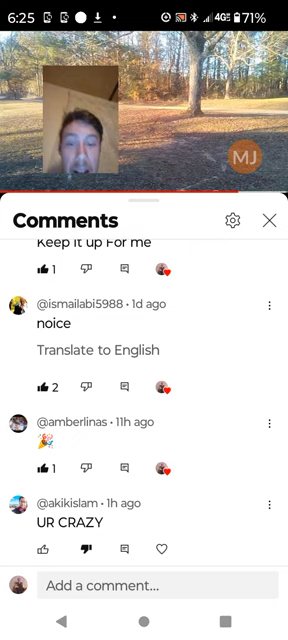 6:25
4G
71%
MJ
Comments
Keep it up For me
1
@ismailabi5988 • 1d ago
noice
Translate to English
2
@amberlinas • 11h ago
🎉
1
@akikislam • 1h ago
UR CRAZY
Add a comment...